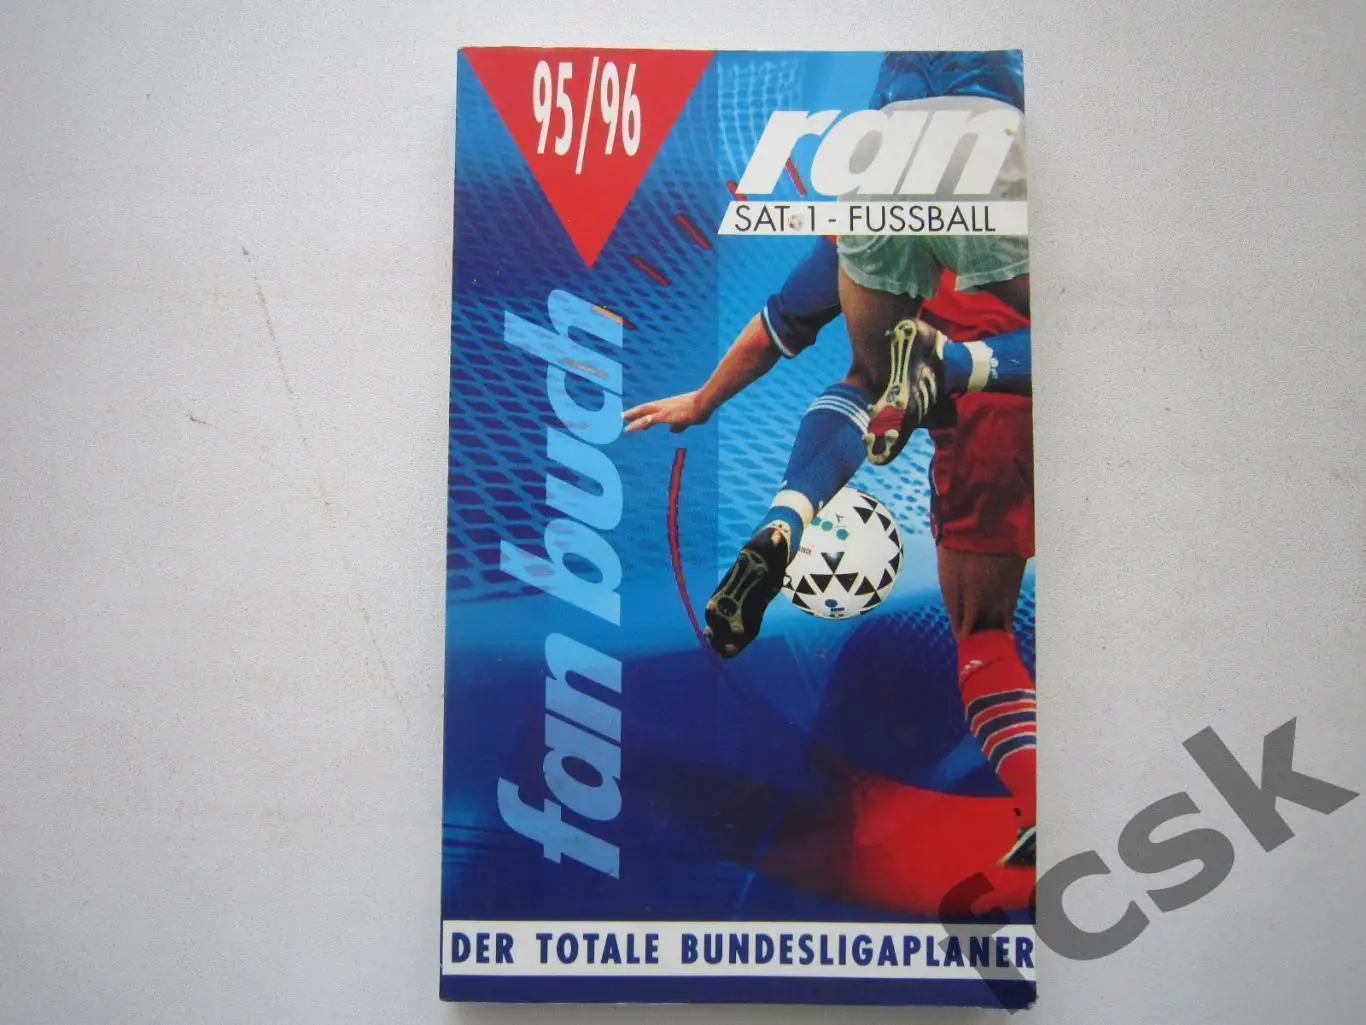 95/96
ran
SAT.1 - FUSSBALL
fan buch
DER TOTALE BUNDESLIGAPLANER
fcsk